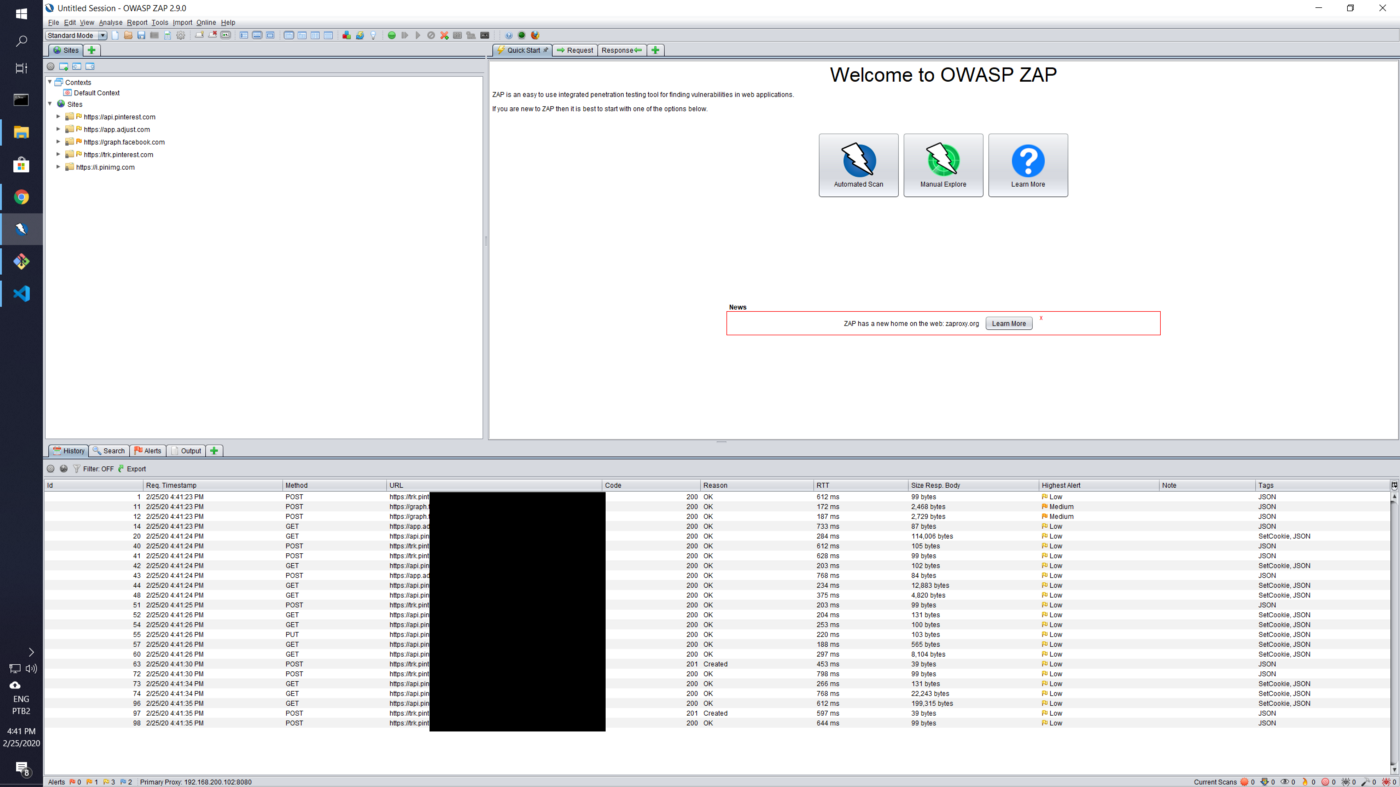 Untitled Session - OWASP ZAP 2.9.0
File Edit View Analyse Report Tools Import Online Help
Standard Mode
Sites
Quick Start Request Response
Contexts
Default Context
Sites
https://api.pinterest.com
https://app.adjust.com
https://graph.facebook.com
https://trk.pinterest.com
https://i.pinimg.com
Welcome to OWASP ZAP
ZAP is an easy to use integrated penetration testing tool for finding vulnerabilities in web applications.
If you are new to ZAP then it is best to start with one of the options below.
Automated Scan Manual Explore Learn More
News
ZAP has a new home on the web: zaproxy.org Learn More x
History Search Alerts Output
Filter: OFF Export
Id Req. Timestamp Method URL Code Reason RTT Size Resp. Body Highest Alert Note Tags
1 2/25/20 4:41:23 PM POST https://trk.pint 200 OK 612 ms 99 bytes Low JSON
11 2/25/20 4:41:23 PM POST https://graph.f 200 OK 172 ms 2,468 bytes Medium JSON
12 2/25/20 4:41:23 PM POST https://graph.f 200 OK 187 ms 2,729 bytes Medium JSON
14 2/25/20 4:41:23 PM GET https://app.ad 200 OK 733 ms 87 bytes Low JSON
20 2/25/20 4:41:24 PM GET https://api.pin 200 OK 284 ms 114,006 bytes Low SetCookie, JSON
40 2/25/20 4:41:24 PM POST https://trk.pint 200 OK 612 ms 105 bytes Low JSON
41 2/25/20 4:41:24 PM POST https://trk.pint 200 OK 628 ms 99 bytes Low JSON
42 2/25/20 4:41:24 PM GET https://api.pin 200 OK 203 ms 102 bytes Low SetCookie, JSON
43 2/25/20 4:41:24 PM POST https://app.ad 200 OK 768 ms 84 bytes Low JSON
44 2/25/20 4:41:24 PM GET https://api.pin 200 OK 234 ms 12,883 bytes Low SetCookie, JSON
48 2/25/20 4:41:24 PM GET https://api.pin 200 OK 375 ms 4,820 bytes Low SetCookie, JSON
51 2/25/20 4:41:25 PM POST https://trk.pint 200 OK 203 ms 99 bytes Low JSON
52 2/25/20 4:41:26 PM GET https://api.pin 200 OK 204 ms 131 bytes Low SetCookie, JSON
54 2/25/20 4:41:26 PM GET https://api.pin 200 OK 253 ms 100 bytes Low SetCookie, JSON
55 2/25/20 4:41:26 PM PUT https://api.pin 200 OK 220 ms 103 bytes Low SetCookie, JSON
57 2/25/20 4:41:26 PM GET https://api.pin 200 OK 188 ms 565 bytes Low SetCookie, JSON
60 2/25/20 4:41:26 PM GET https://api.pin 200 OK 297 ms 8,104 bytes Low SetCookie, JSON
63 2/25/20 4:41:30 PM POST https://trk.pint 201 Created 453 ms 39 bytes Low JSON
72 2/25/20 4:41:30 PM POST https://trk.pint 200 OK 798 ms 99 bytes Low JSON
73 2/25/20 4:41:34 PM GET https://api.pin 200 OK 266 ms 131 bytes Low SetCookie, JSON
74 2/25/20 4:41:34 PM GET https://api.pin 200 OK 768 ms 22,243 bytes Low SetCookie, JSON
96 2/25/20 4:41:35 PM GET https://api.pin 200 OK 612 ms 199,315 bytes Low SetCookie, JSON
97 2/25/20 4:41:35 PM POST https://trk.pint 201 Created 597 ms 39 bytes Low JSON
98 2/25/20 4:41:35 PM POST https://trk.pint 200 OK 644 ms 99 bytes Low JSON
Alerts 0 1 3 2 Primary Proxy: 192.168.200.102:8080
Current Scans 0 0 0 0 0 0 0 0
ENG
PTB2
4:41 PM
2/25/2020
8